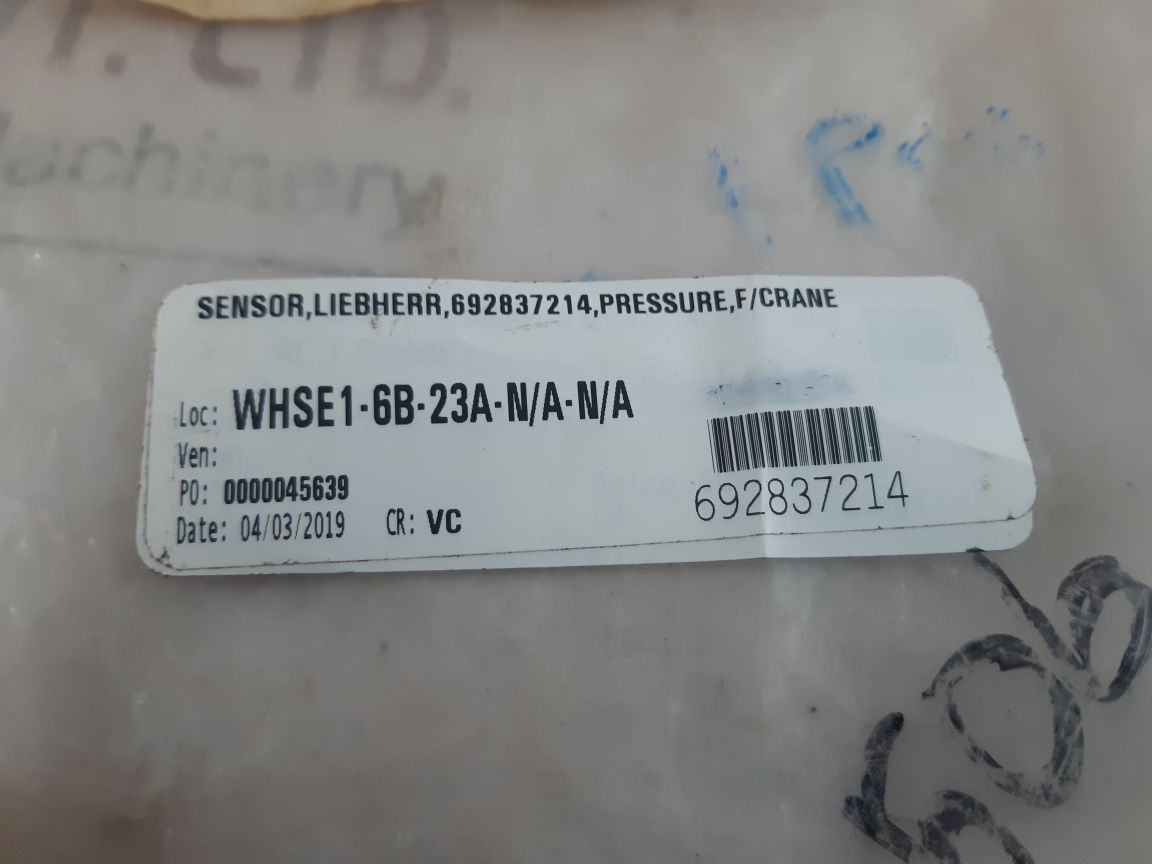 LTD.
Machinery
SENSOR,LIEBHERR,692837214,PRESSURE,F/CRANE
Loc: WHSE1-6B-23A-N/A-N/A
Ven:
PO: 0000045639
Date: 04/03/2019 CR: VC
692837214